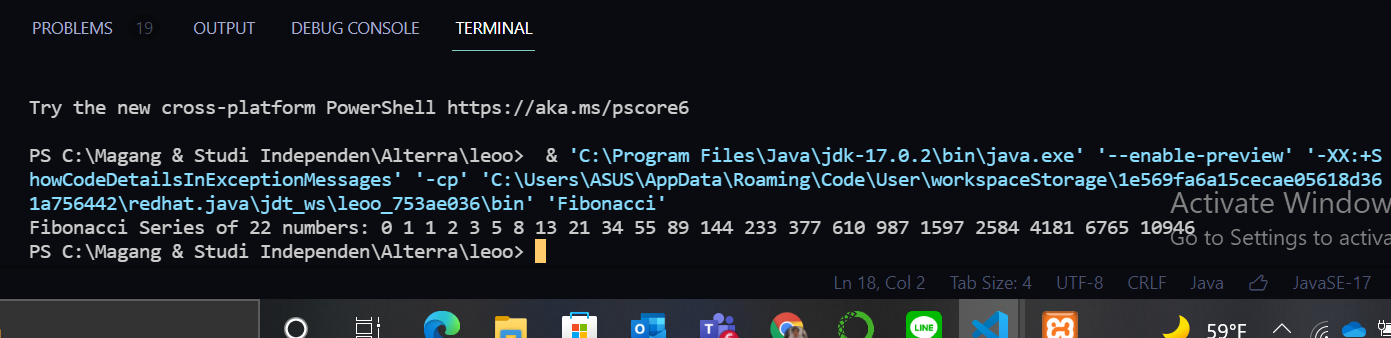 PROBLEMS 19 OUTPUT DEBUG CONSOLE TERMINAL
Try the new cross-platform PowerShell https://aka.ms/pscore6
PS C:\Magang & Studi Independen\Alterra\leoo>  & 'C:\Program Files\Java\jdk-17.0.2\bin\java.exe' '--enable-preview' '-XX:+S
howCodeDetailsInExceptionMessages' '-cp' 'C:\Users\ASUS\AppData\Roaming\Code\User\workspaceStorage\1e569fa6a15cecae05618d36
1a756442\redhat.java\jdt_ws\leoo_753ae036\bin' 'Fibonacci'
Activate Window
Fibonacci Series of 22 numbers: 0 1 1 2 3 5 8 13 21 34 55 89 144 233 377 610 987 1597 2584 4181 6765 10946
Go to Settings to activa
PS C:\Magang & Studi Independen\Alterra\leoo>
Ln 18, Col 2 Tab Size: 4 UTF-8 CRLF Java JavaSE-17
LINE 59°F